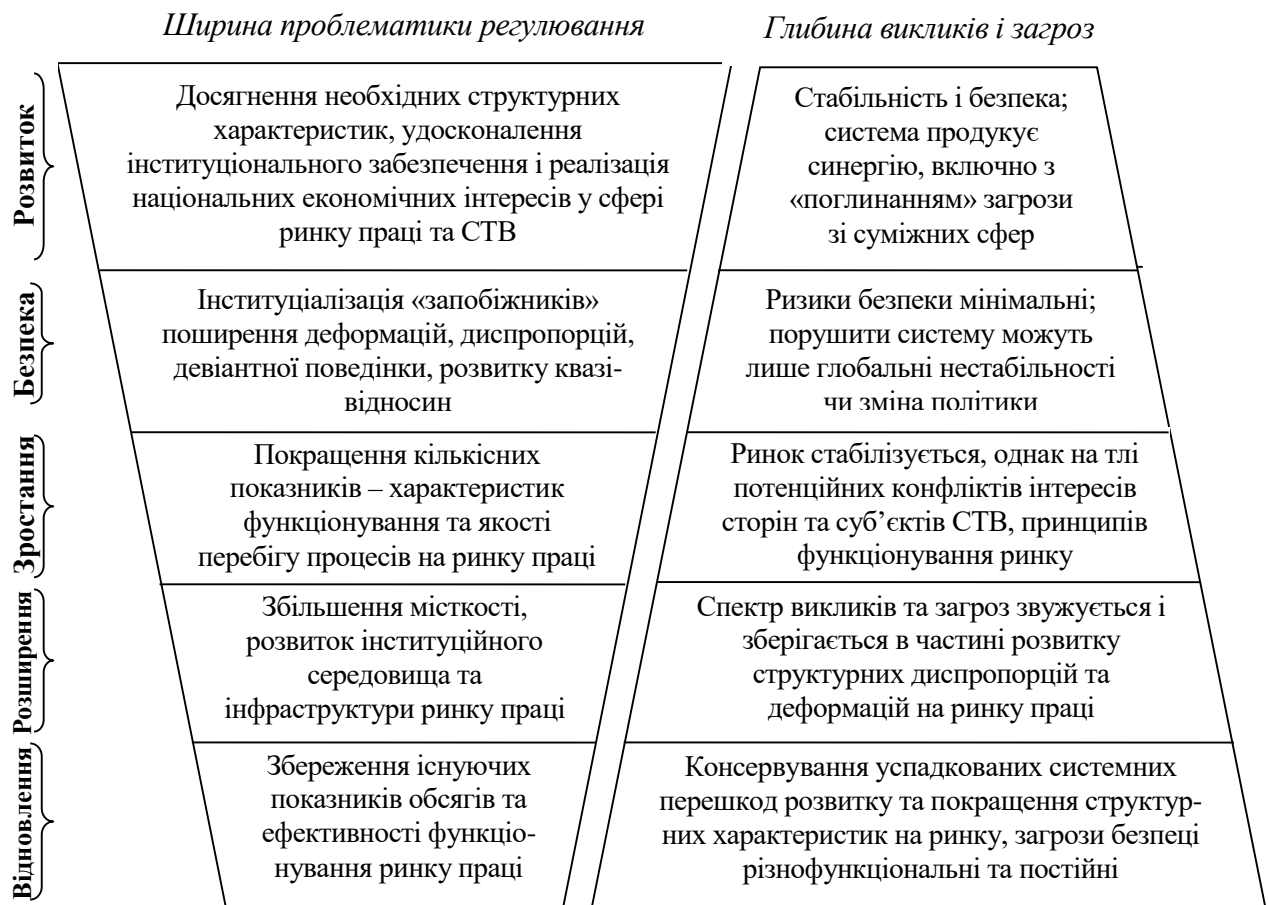 Ширина проблематики регулювання
Глибина викликів і загроз
Розвиток
Досягнення необхідних структурних
характеристик, удосконалення
інституціонального забезпечення і реалізація
національних економічних інтересів у сфері
ринку праці та СТВ
Стабільність і безпека;
система продукує
синергію, включно з
«поглинанням» загрози
зі суміжних сфер
Безпека
Інституціалізація «запобіжників»
поширення деформацій, диспропорцій,
девіантної поведінки, розвитку квазі-
відносин
Ризики безпеки мінімальні;
порушити систему можуть
лише глобальні нестабільності
чи зміна політики
Зростання
Покращення кількісних
показників – характеристик
функціонування та якості
перебігу процесів на ринку праці
Ринок стабілізується, однак на тлі
потенційних конфліктів інтересів
сторін та суб’єктів СТВ, принципів
функціонування ринку
Розширення
Збільшення місткості,
розвиток інституційного
середовища та
інфраструктури ринку праці
Спектр викликів та загроз звужується і
зберігається в частині розвитку
структурних диспропорцій та
деформацій на ринку праці
Відновлення
Збереження існуючих
показників обсягів та
ефективності функціо-
нування ринку праці
Консервування успадкованих системних
перешкод розвитку та покращення структур-
них характеристик на ринку, загрози безпеці
різнофункціональні та постійні